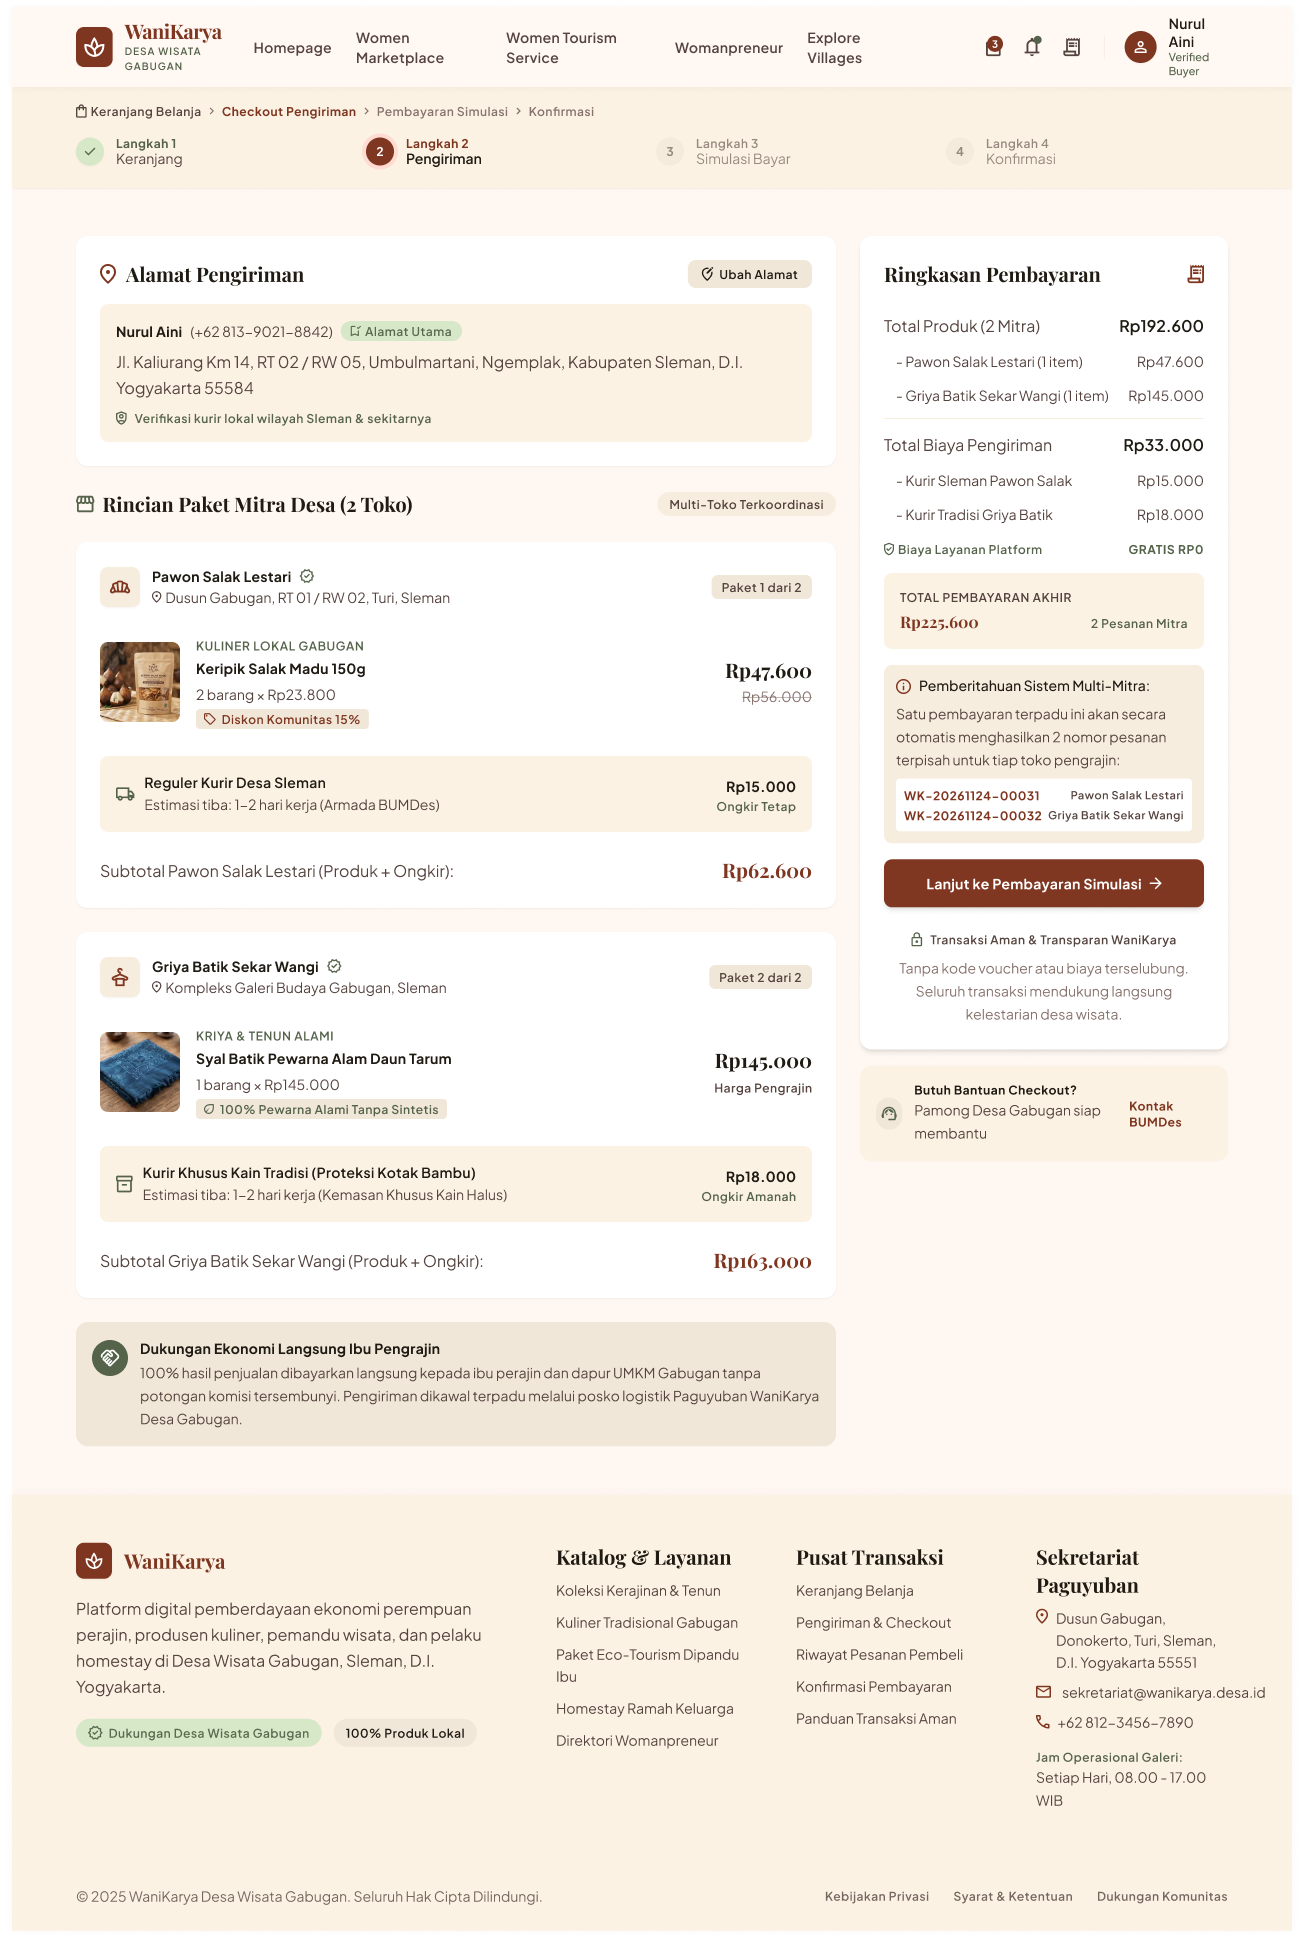 WaniKarya
DESA WISATA
GABUGAN
Homepage
Women
Marketplace
Women Tourism
Service
Womanpreneur
Explore
Villages
3
Nurul
Aini
Verified
Buyer
Keranjang Belanja > Checkout Pengiriman > Pembayaran Simulasi > Konfirmasi
Langkah 1
Keranjang
2
Langkah 2
Pengiriman
3
Langkah 3
Simulasi Bayar
4
Langkah 4
Konfirmasi
Alamat Pengiriman
Ubah Alamat
Nurul Aini (+62 813-9021-8842) Alamat Utama
Jl. Kaliurang Km 14, RT 02 / RW 05, Umbulmartani, Ngemplak, Kabupaten Sleman, D.I.
Yogyakarta 55584
Verifikasi kurir lokal wilayah Sleman & sekitarnya
Rincian Paket Mitra Desa (2 Toko)
Multi-Toko Terkoordinasi
Pawon Salak Lestari
Dusun Gabugan, RT 01 / RW 02, Turi, Sleman
Paket 1 dari 2
KULINER LOKAL GABUGAN
Keripik Salak Madu 150g
2 barang × Rp23.800
Diskon Komunitas 15%
Rp47.600
Rp56.000
Reguler Kurir Desa Sleman
Estimasi tiba: 1-2 hari kerja (Armada BUMDes)
Rp15.000
Ongkir Tetap
Subtotal Pawon Salak Lestari (Produk + Ongkir):
Rp62.600
Griya Batik Sekar Wangi
Kompleks Galeri Budaya Gabugan, Sleman
Paket 2 dari 2
KRIYA & TENUN ALAMI
Syal Batik Pewarna Alam Daun Tarum
1 barang × Rp145.000
100% Pewarna Alami Tanpa Sintetis
Rp145.000
Harga Pengrajin
Kurir Khusus Kain Tradisi (Proteksi Kotak Bambu)
Estimasi tiba: 1-2 hari kerja (Kemasan Khusus Kain Halus)
Rp18.000
Ongkir Amanah
Subtotal Griya Batik Sekar Wangi (Produk + Ongkir):
Rp163.000
Dukungan Ekonomi Langsung Ibu Pengrajin
100% hasil penjualan dibayarkan langsung kepada ibu perajin dan dapur UMKM Gabugan tanpa
potongan komisi tersembunyi. Pengiriman dikawal terpadu melalui posko logistik Paguyuban WaniKarya
Desa Gabugan.
Ringkasan Pembayaran
Total Produk (2 Mitra) Rp192.600
- Pawon Salak Lestari (1 item) Rp47.600
- Griya Batik Sekar Wangi (1 item) Rp145.000
Total Biaya Pengiriman Rp33.000
- Kurir Sleman Pawon Salak Rp15.000
- Kurir Tradisi Griya Batik Rp18.000
Biaya Layanan Platform GRATIS RP0
TOTAL PEMBAYARAN AKHIR
Rp225.600 2 Pesanan Mitra
Pemberitahuan Sistem Multi-Mitra:
Satu pembayaran terpadu ini akan secara
otomatis menghasilkan 2 nomor pesanan
terpisah untuk tiap toko pengrajin:
WK-20261124-00031 Pawon Salak Lestari
WK-20261124-00032 Griya Batik Sekar Wangi
Lanjut ke Pembayaran Simulasi →
Transaksi Aman & Transparan WaniKarya
Tanpa kode voucher atau biaya terselubung.
Seluruh transaksi mendukung langsung
kelestarian desa wisata.
Butuh Bantuan Checkout?
Pamong Desa Gabugan siap
membantu
Kontak
BUMDes
WaniKarya
Platform digital pemberdayaan ekonomi perempuan
perajin, produsen kuliner, pemandu wisata, dan pelaku
homestay di Desa Wisata Gabugan, Sleman, D.I.
Yogyakarta.
Dukungan Desa Wisata Gabugan
100% Produk Lokal
Katalog & Layanan
Koleksi Kerajinan & Tenun
Kuliner Tradisional Gabugan
Paket Eco-Tourism Dipandu
Ibu
Homestay Ramah Keluarga
Direktori Womanpreneur
Pusat Transaksi
Keranjang Belanja
Pengiriman & Checkout
Riwayat Pesanan Pembeli
Konfirmasi Pembayaran
Panduan Transaksi Aman
Sekretariat
Paguyuban
Dusun Gabugan,
Donokerto, Turi, Sleman,
D.I. Yogyakarta 55551
sekretariat@wanikarya.desa.id
+62 812-3456-7890
Jam Operasional Galeri:
Setiap Hari, 08.00 - 17.00
WIB
© 2025 WaniKarya Desa Wisata Gabugan. Seluruh Hak Cipta Dilindungi.
Kebijakan Privasi
Syarat & Ketentuan
Dukungan Komunitas